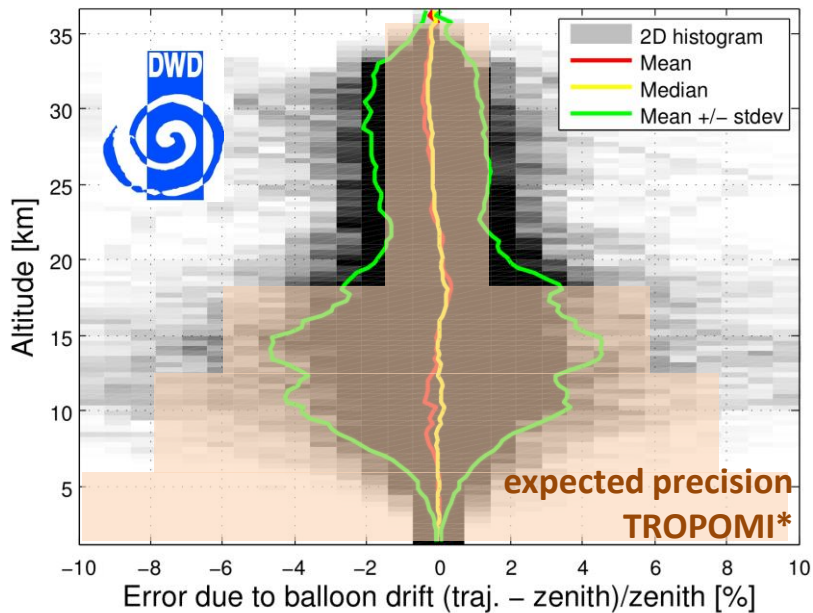 35
30
25
20
15
10
5
Altitude [km]
DWD
2D histogram
Mean
Median
Mean +/− stdev
expected precision
TROPOMI*
−10 −8 −6 −4 −2 0 2 4 6 8 10
Error due to balloon drift (traj. − zenith)/zenith [%]